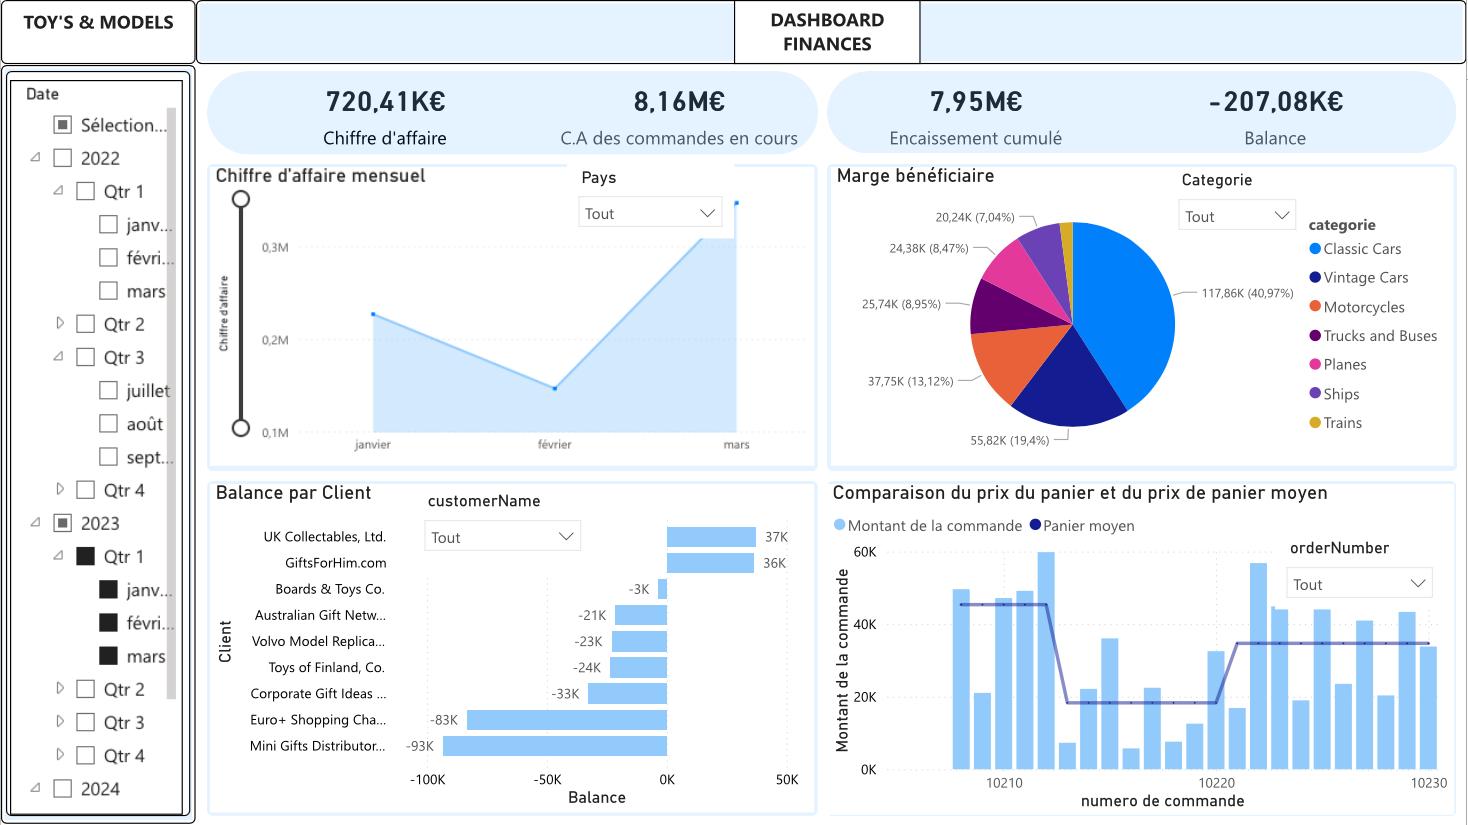 TOY'S & MODELS
DASHBOARD
FINANCES
Date
Sélection...
2022
Qtr 1
janv...
févri...
mars
Qtr 2
Qtr 3
juillet
août
sept...
Qtr 4
2023
Qtr 1
janv...
févri...
mars
Qtr 2
Qtr 3
Qtr 4
2024
720,41K€
Chiffre d'affaire
8,16M€
C.A des commandes en cours
7,95M€
Encaissement cumulé
-207,08K€
Balance
Chiffre d'affaire mensuel
Pays
Tout
Chiffre d'affaire
0,3M
0,2M
0,1M
janvier
février
mars
Marge bénéficiaire
Categorie
Tout
categorie
Classic Cars
Vintage Cars
Motorcycles
Trucks and Buses
Planes
Ships
Trains
20,24K (7,04%)
24,38K (8,47%)
25,74K (8,95%)
37,75K (13,12%)
55,82K (19,4%)
117,86K (40,97%)
Balance par Client
customerName
Tout
Client
UK Collectables, Ltd.
37K
GiftsForHim.com
36K
Boards & Toys Co.
-3K
Australian Gift Netw...
-21K
Volvo Model Replica...
-23K
Toys of Finland, Co.
-24K
Corporate Gift Ideas ...
-33K
Euro+ Shopping Cha...
-83K
Mini Gifts Distributor...
-93K
-100K
-50K
0K
50K
Balance
Comparaison du prix du panier et du prix de panier moyen
Montant de la commande
Panier moyen
orderNumber
Tout
Montant de la commande
60K
40K
20K
0K
10210
10220
10230
numero de commande